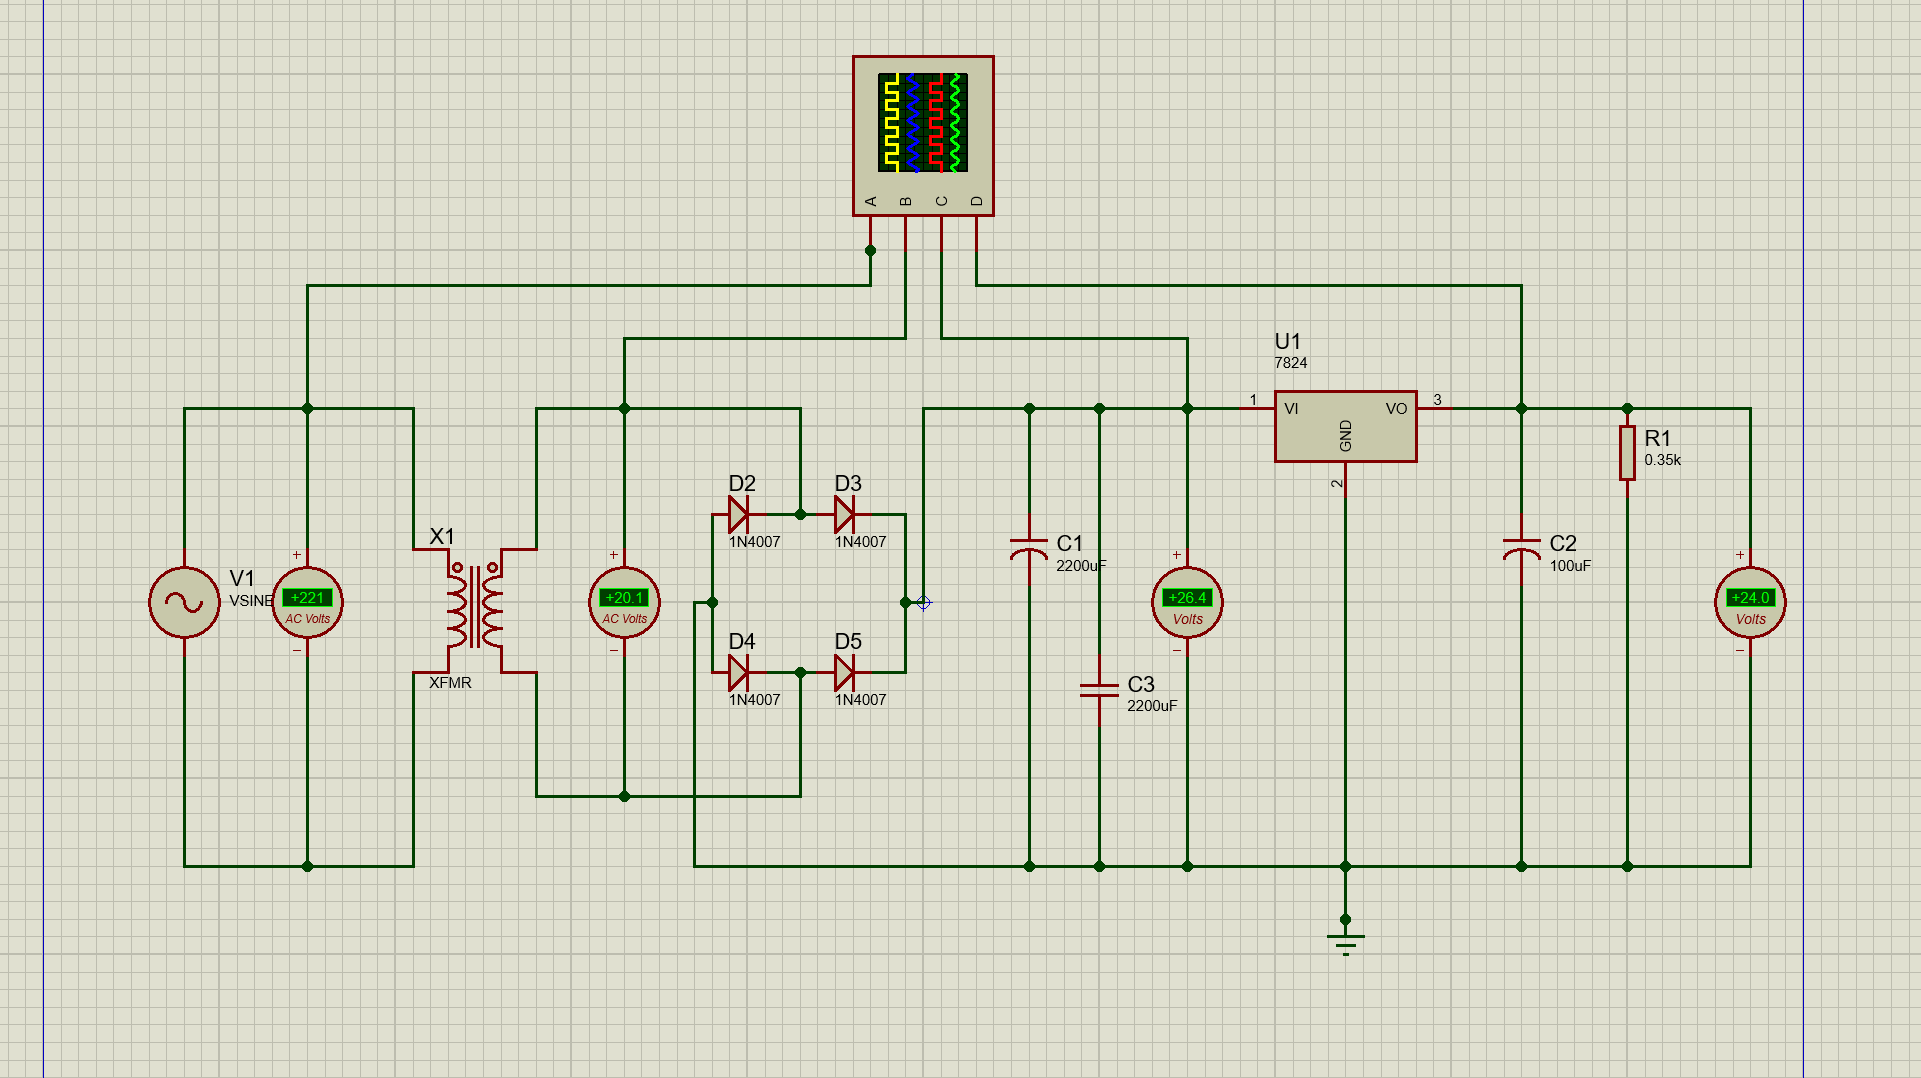 A B C D
U1
7824
1 VI VO 3
GND
2
R1
0.35k
D2 D3
1N4007 1N4007
X1
C1
2200uF
C2
100uF
V1
VSINE
+
+221
AC Volts
−
+
+20.1
AC Volts
−
+
+26.4
Volts
−
+
+24.0
Volts
−
D4 D5
1N4007 1N4007
XFMR
C3
2200uF